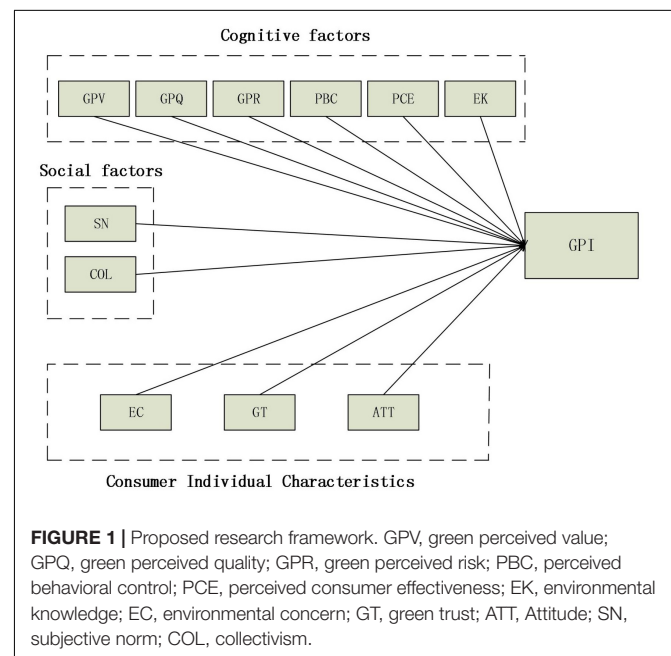 Cognitive factors
GPV GPQ GPR PBC PCE EK
Social factors
SN
COL
GPI
EC GT ATT
Consumer Individual Characteristics
FIGURE 1 | Proposed research framework. GPV, green perceived value;
GPQ, green perceived quality; GPR, green perceived risk; PBC, perceived
behavioral control; PCE, perceived consumer effectiveness; EK, environmental
knowledge; EC, environmental concern; GT, green trust; ATT, Attitude; SN,
subjective norm; COL, collectivism.